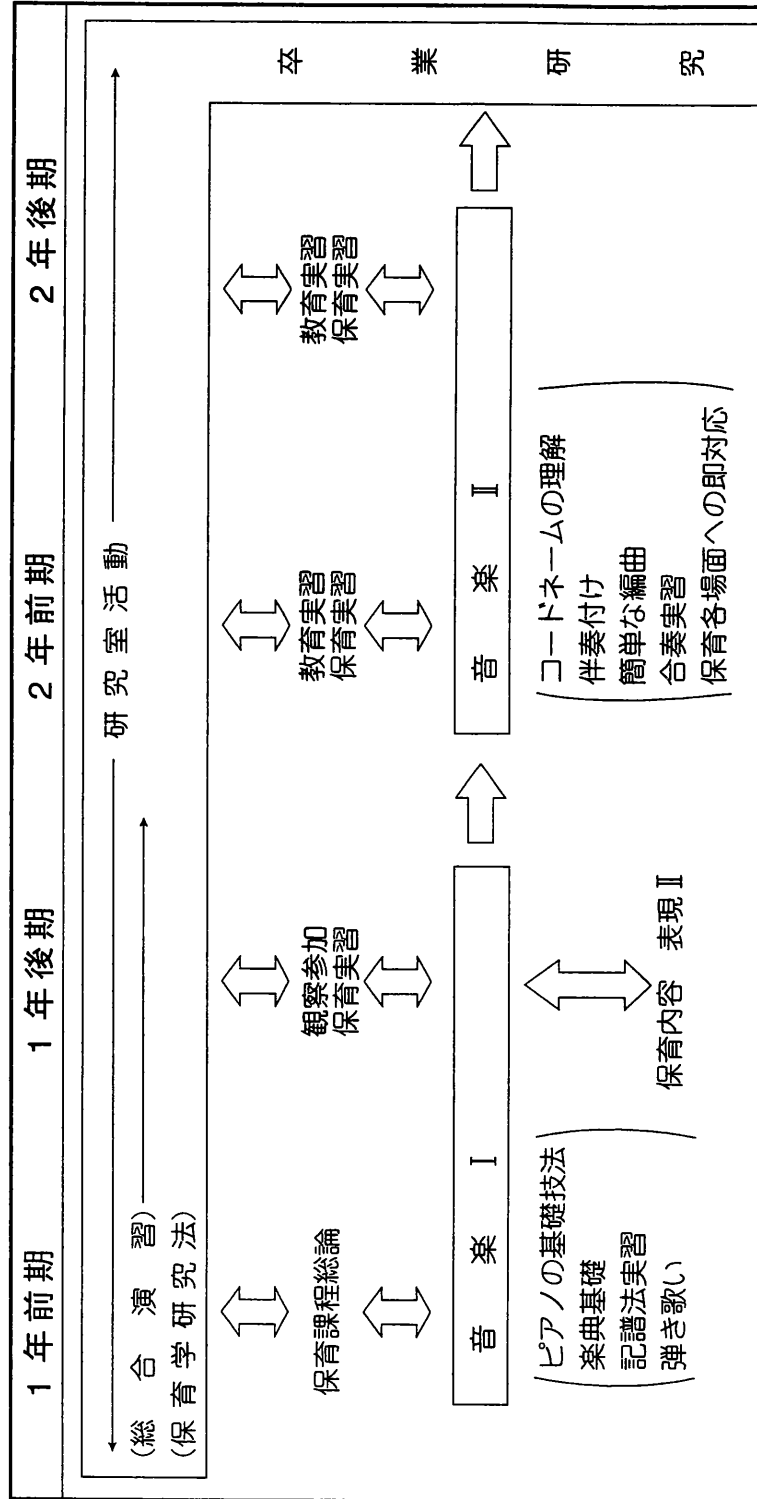 1年前期
1年後期
2年前期
2年後期
研究室活動
(総合演習)
(保育学研究法)
卒業研究
保育課程総論
観察参加
保育実習
教育実習
保育実習
教育実習
保育実習
音楽Ⅰ
音楽Ⅱ
ピアノの基礎技法
楽典基礎
記譜法実習
弾き歌い
保育内容 表現Ⅱ
コードネームの理解
伴奏付け
簡単な編曲
合奏実習
保育各場面への即対応